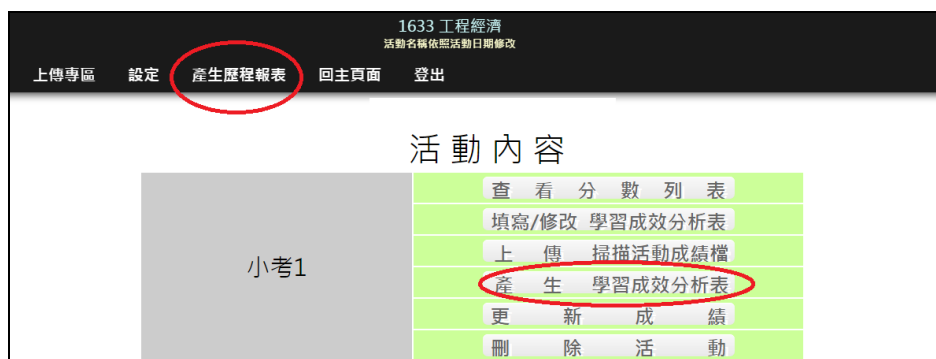 1633 工程經濟
活動名稱依照活動日期修改
上傳專區 設定 產生歷程報表 回主頁面 登出
活動內容
查看分數列表
填寫/修改 學習成效分析表
上傳 掃描活動成績檔
小考1
產生 學習成效分析表
更新成績
刪除活動